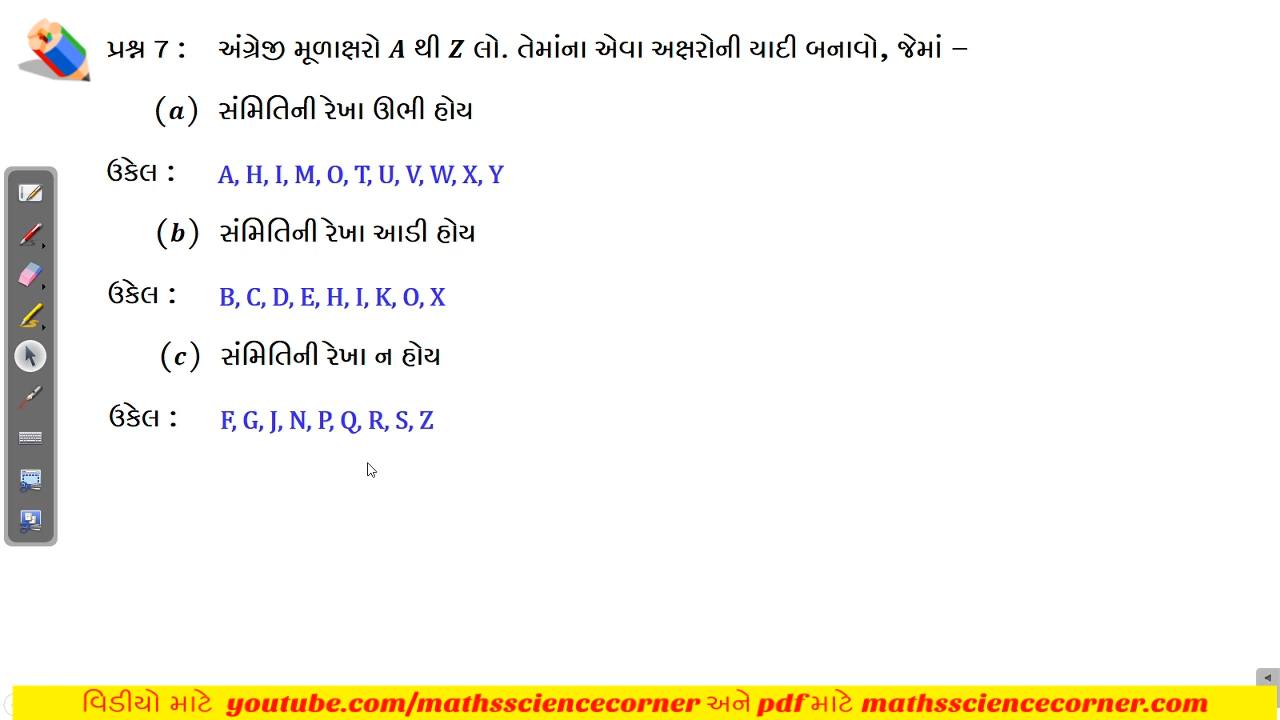 પ્રશ્ન 7 : અંગ્રેજી મૂળાક્ષરો A થી Z લો. તેમાંના એવા અક્ષરોની યાદી બનાવો, જેમાં –
(a) સંમિતિની રેખા ઊભી હોય
ઉકેલ : A, H, I, M, O, T, U, V, W, X, Y
(b) સંમિતિની રેખા આડી હોય
ઉકેલ : B, C, D, E, H, I, K, O, X
(c) સંમિતિની રેખા ન હોય
ઉકેલ : F, G, J, N, P, Q, R, S, Z
વિડીયો માટે youtube.com/mathssciencecorner અને pdf માટે mathssciencecorner.com